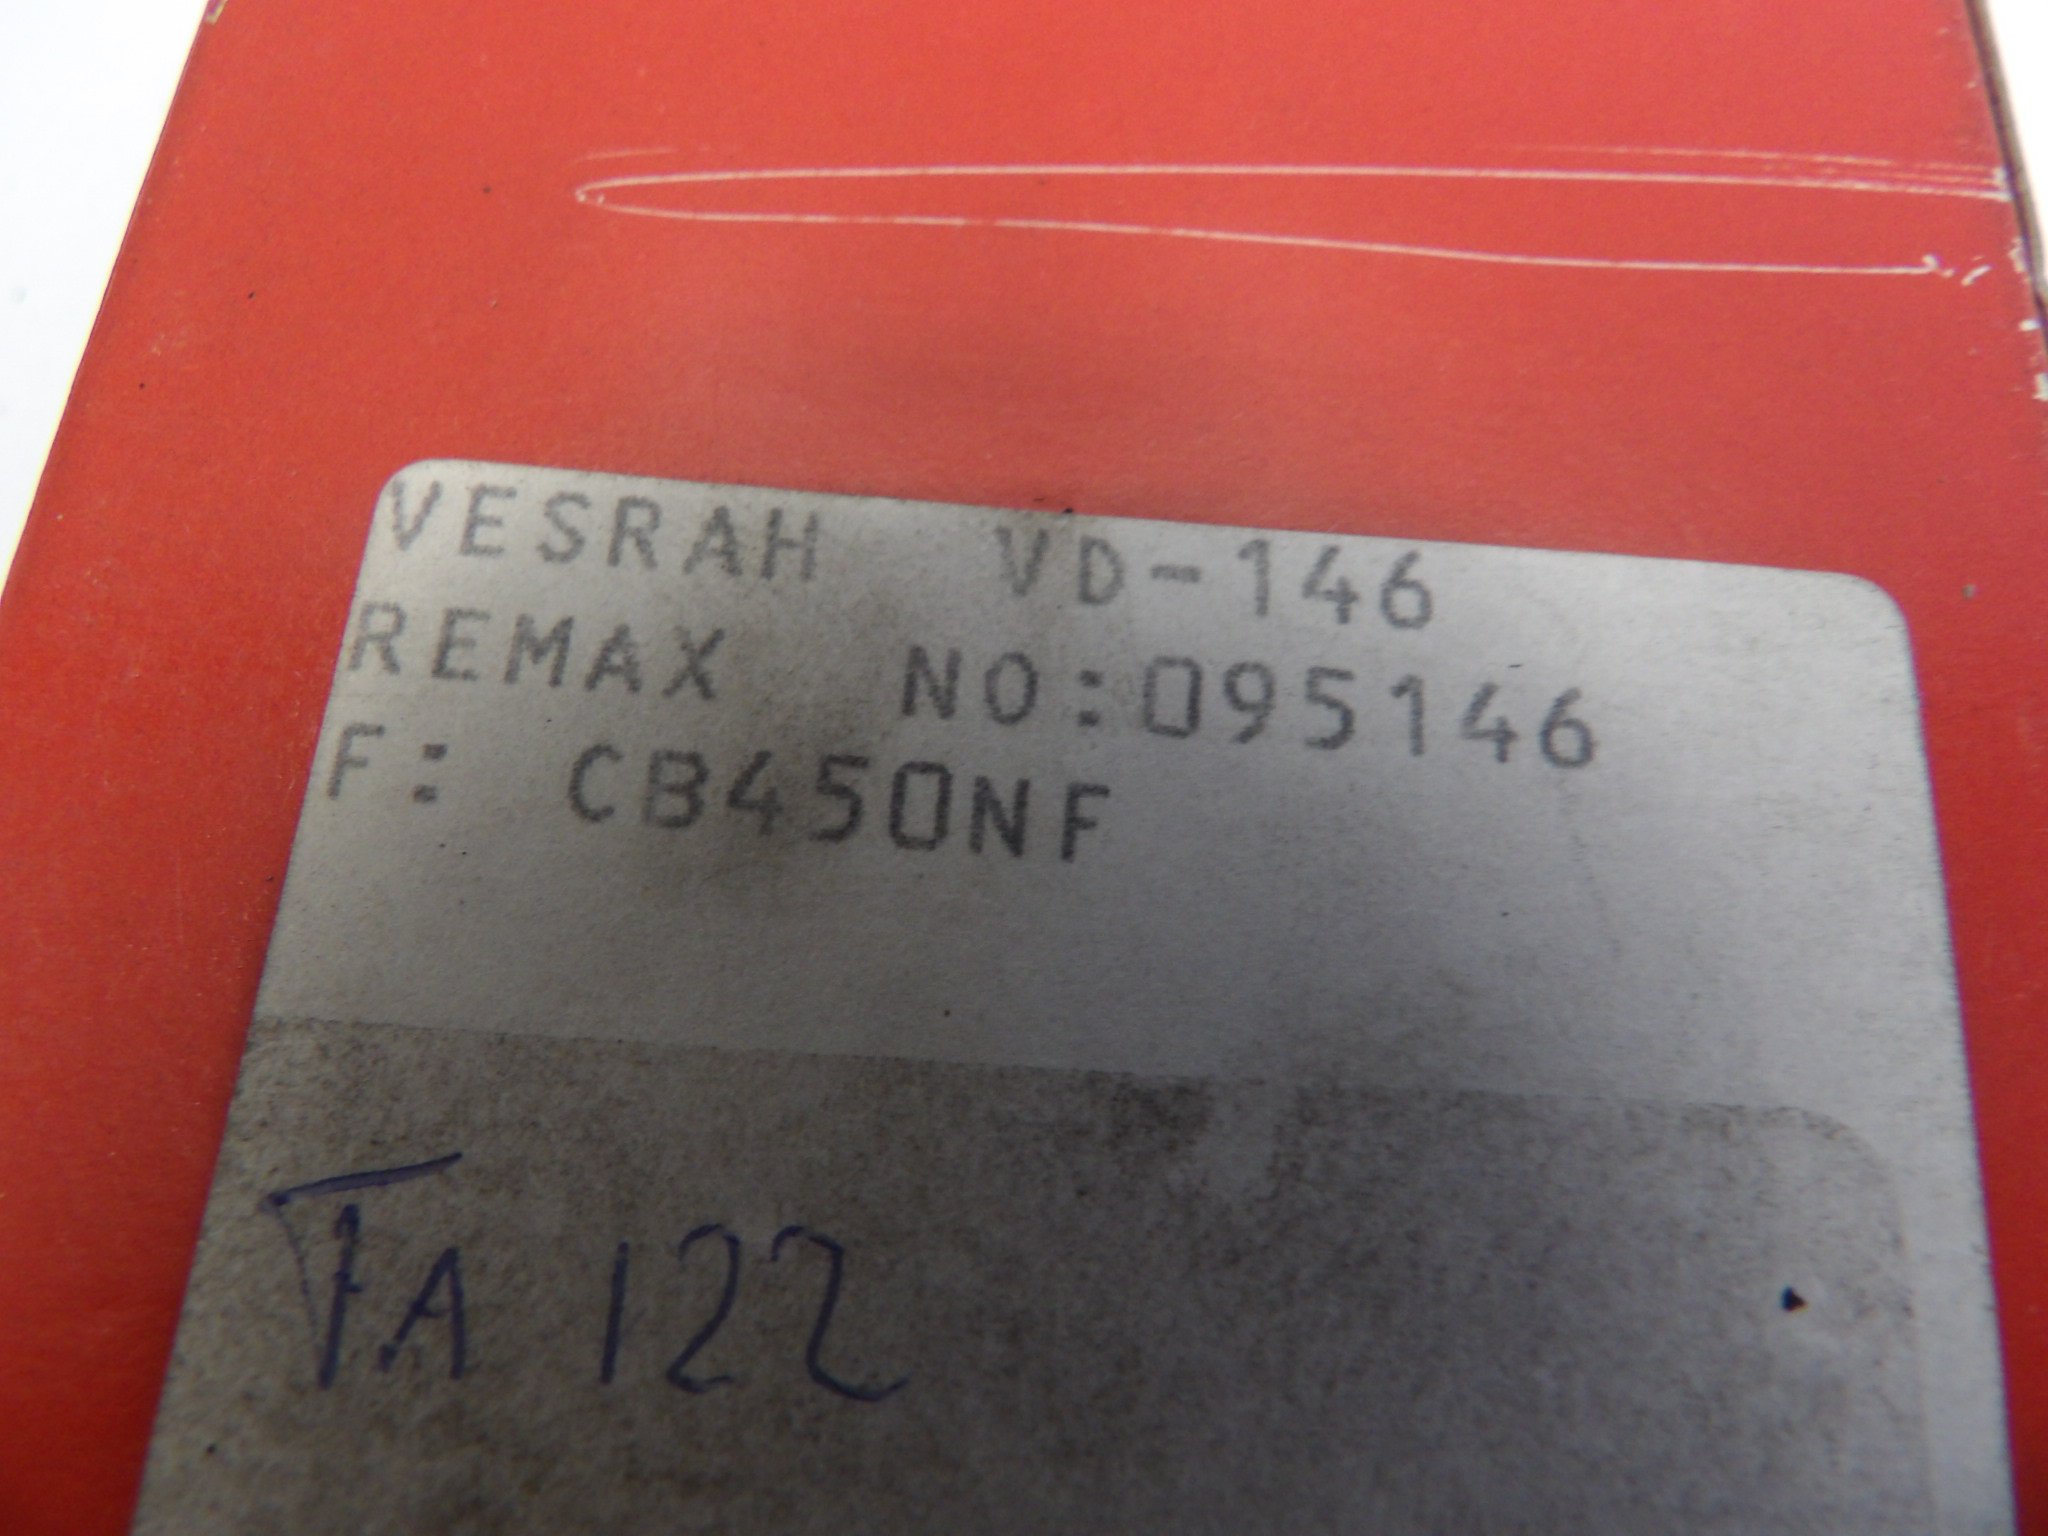 VESRAH VD-146
REMAX NO:095146
F: CB450NF
FA 122